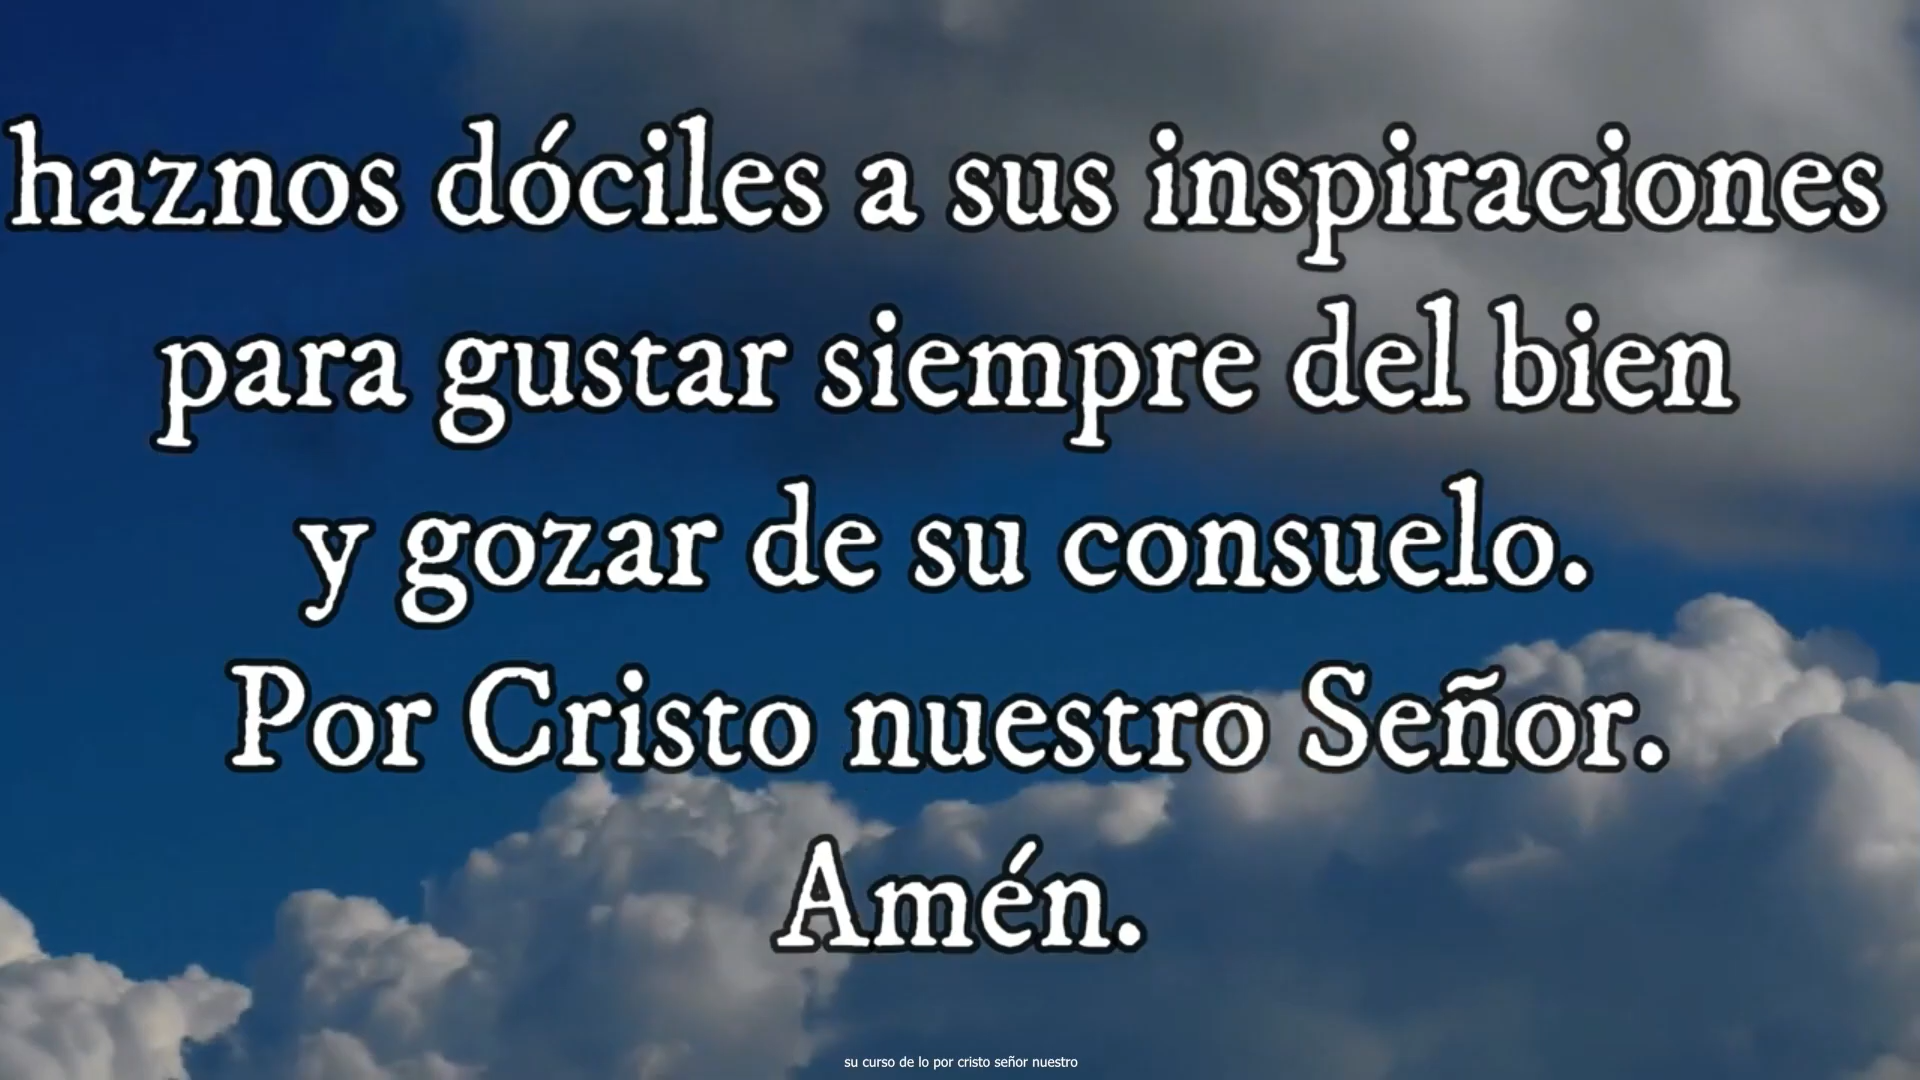 haznos dóciles a sus inspiraciones
para gustar siempre del bien
y gozar de su consuelo.
Por Cristo nuestro Señor.
Amén.
su curso de lo por cristo señor nuestro